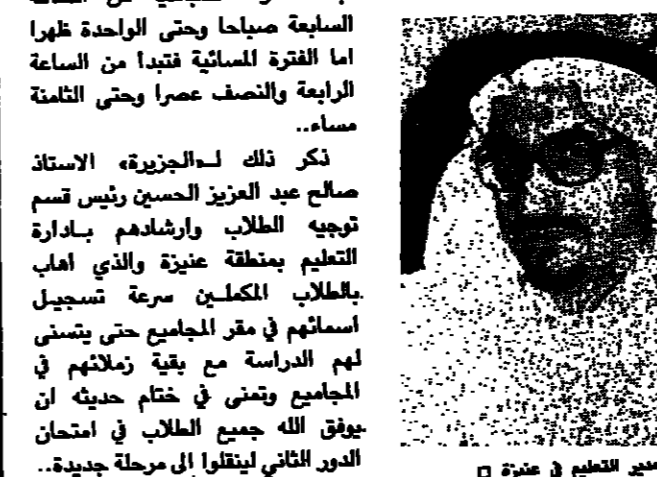 السابعة صباحا وحتى الواحدة ظهرا
اما الفترة المسائية فتبدأ من الساعة
الرابعة والنصف عصرا وحتى الثامنة
مساء..
ذكر ذلك لـ«الجزيرة» الاستاذ
صالح عبد العزيز الحسين رئيس قسم
توجيه الطلاب وارشادهم بادارة
التعليم بمنطقة عنيزة والذي اهاب
بالطلاب المكملين سرعة تسجيل
اسمائهم في مقر المجاميع حتى يتسنى
لهم الدراسة مع بقية زملائهم في
المجاميع وتمنى في ختام حديثه ان
يوفق الله جميع الطلاب في امتحان
الدور الثاني لينقلوا الى مرحلة جديدة..
مدير التعليم في عنيزة □